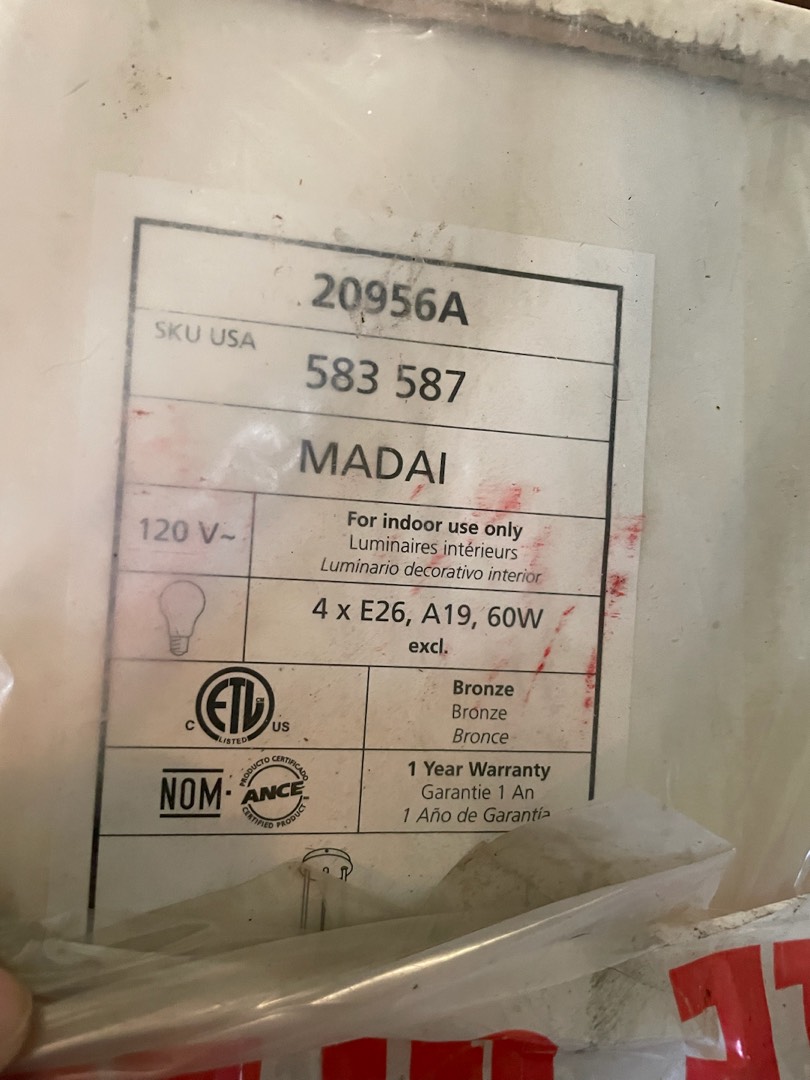 20956A
SKU USA
583 587
MADAI
120 V~
For indoor use only
Luminaires intérieurs
Luminario decorativo interior
4 x E26, A19, 60W
excl.
C ETL CM US
LISTED
Bronze
Bronze
Bronce
NOM-
PRODUCTO CERTIFICADO
ANCE
CERTIFIED PRODUCT
1 Year Warranty
Garantie 1 An
1 Año de Garantía